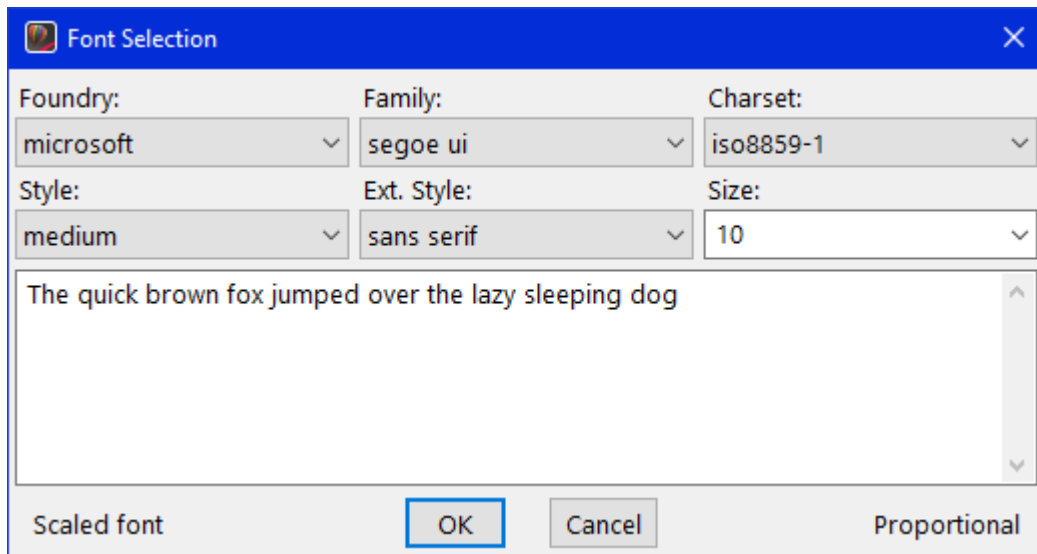 Font Selection
Foundry: Family: Charset:
microsoft segoe ui iso8859-1
Style: Ext. Style: Size:
medium sans serif 10
The quick brown fox jumped over the lazy sleeping dog
Scaled font OK Cancel Proportional